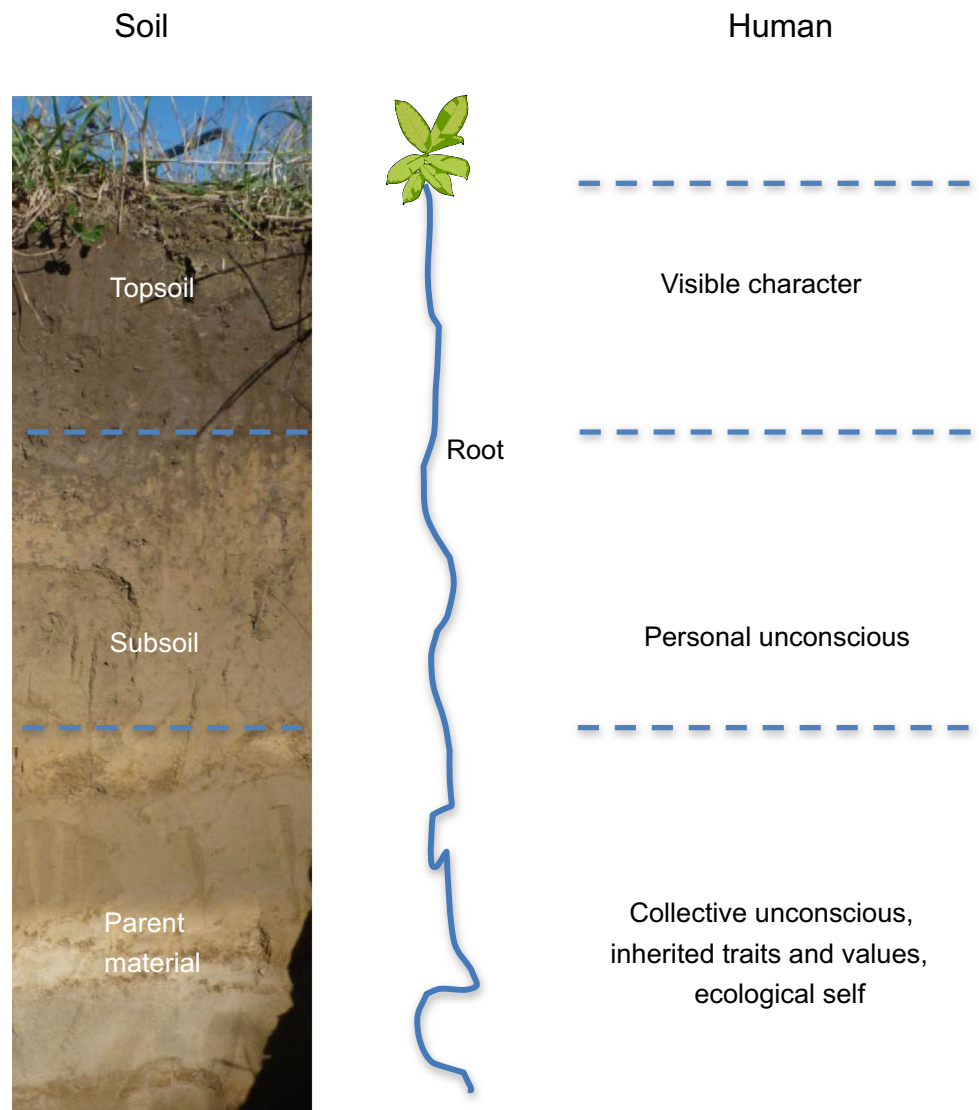 Soil
Human
Topsoil
Visible character
Root
Subsoil
Personal unconscious
Parent
material
Collective unconscious,
inherited traits and values,
ecological self